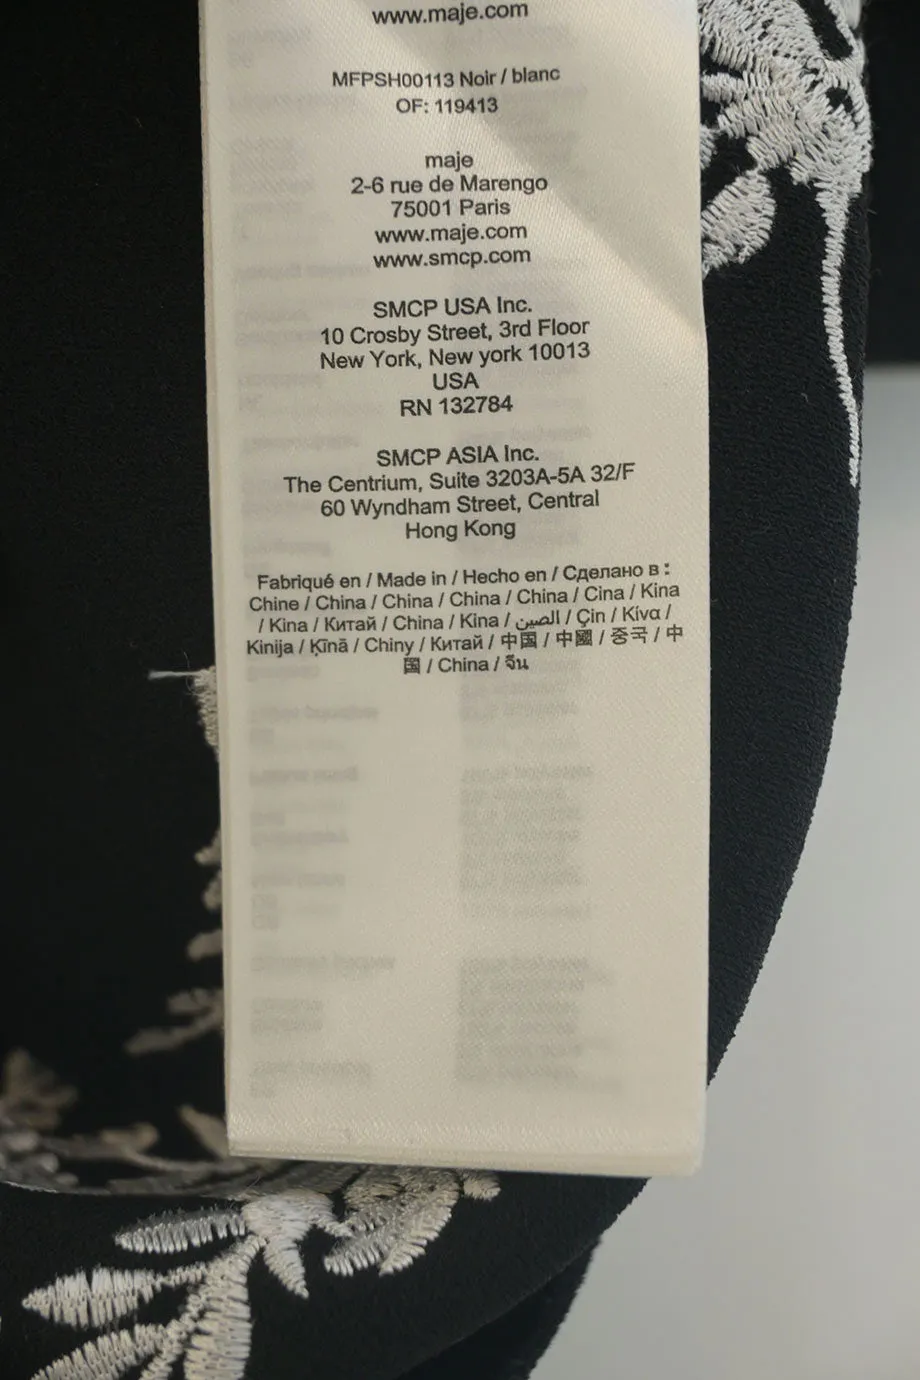 www.maje.com
MFPSH00113 Noir / blanc
OF: 119413
maje
2-6 rue de Marengo
75001 Paris
www.maje.com
www.smcp.com
SMCP USA Inc.
10 Crosby Street, 3rd Floor
New York, New york 10013
USA
RN 132784
SMCP ASIA Inc.
The Centrium, Suite 3203A-5A 32/F
60 Wyndham Street, Central
Hong Kong
Fabriqué en / Made in / Hecho en / Сделано в :
Chine / China / China / China / China / Cina / Kina
/ Kina / Китай / China / Kina / الصين / Çin / Κίνα /
Kinija / Ķīnā / Chiny / Китай / 中国 / 中國 / 중국 / 中
国 / China / จีน